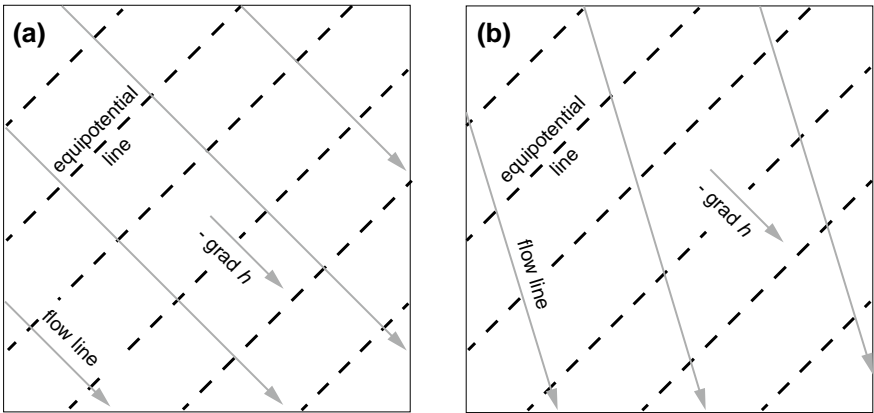 (a)
equipotential
line
- grad h
flow line
(b)
equipotential
line
- grad h
flow line